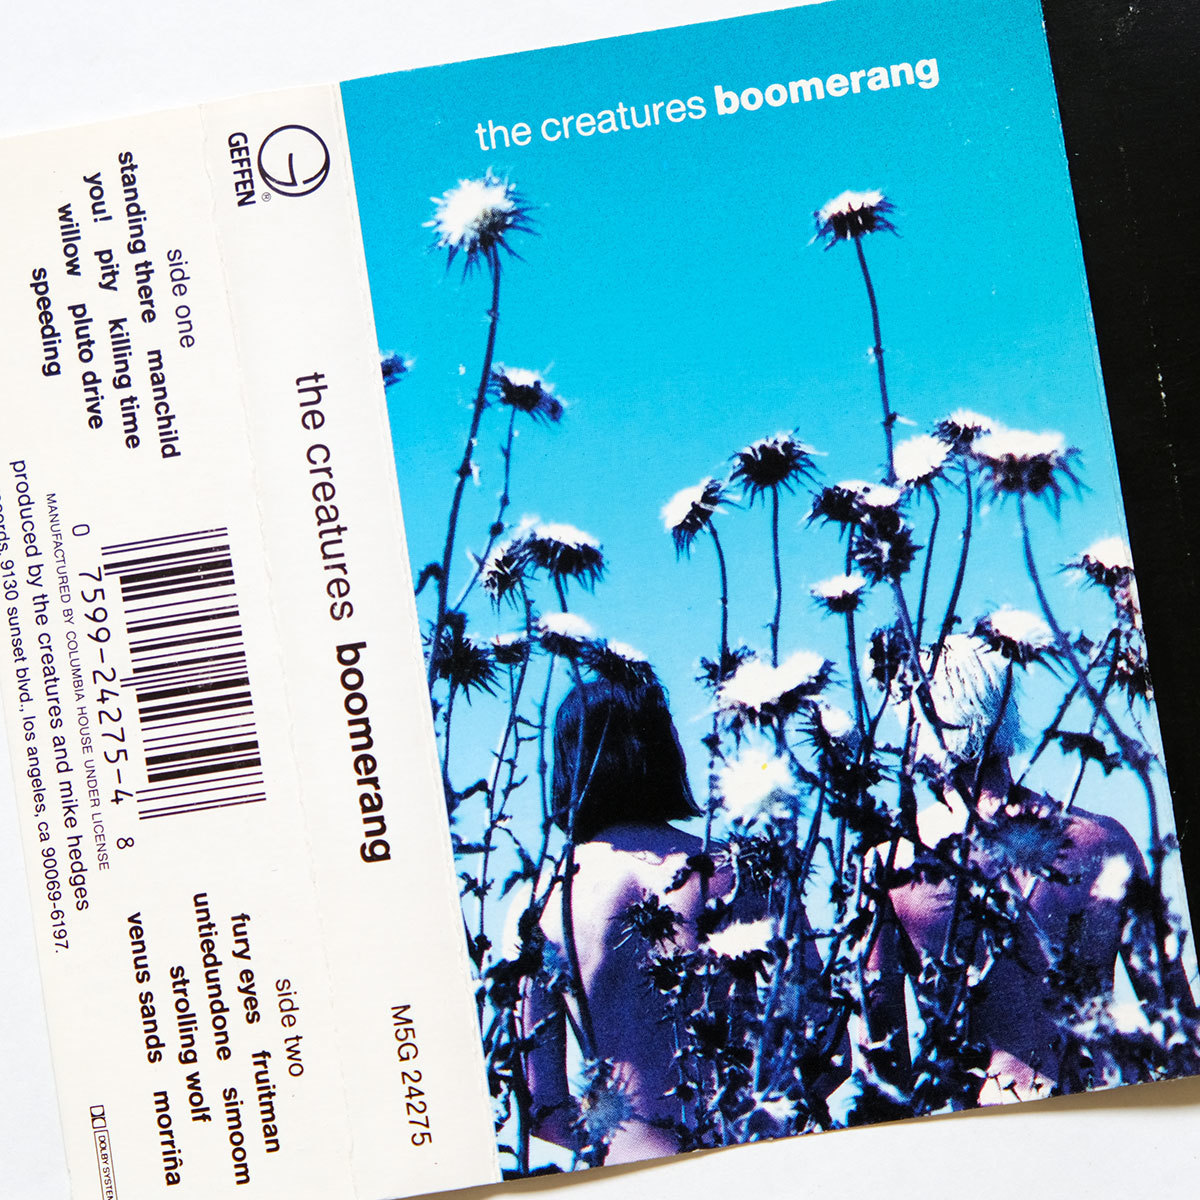 the creatures boomerang
GEFFEN®
the creatures boomerang
M5G 24275
side one
standing there manchild
you! pity killing time
willow pluto drive
speeding
0 7599-24275-4 8
MANUFACTURED BY COLUMBIA HOUSE UNDER LICENSE
produced by the creatures and mike hedges
9130 sunset blvd., los angeles, ca 90069-6197.
side two
fury eyes fruitman
untiedundone simoom
strolling wolf
venus sands morriña
DOLBY SYSTEM